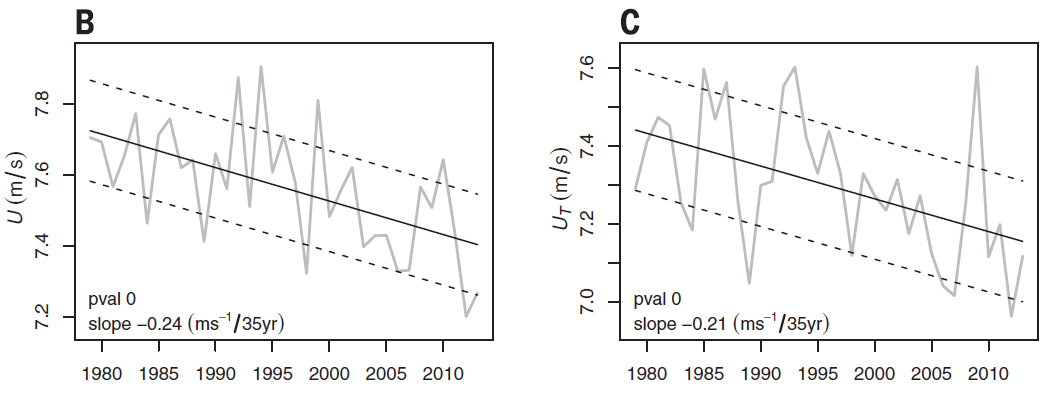 B
U (m/s)
7.8
7.6
7.4
7.2
pval 0
slope −0.24 (ms⁻¹/35yr)
1980 1985 1990 1995 2000 2005 2010
C
U_T (m/s)
7.6
7.4
7.2
7.0
pval 0
slope −0.21 (ms⁻¹/35yr)
1980 1985 1990 1995 2000 2005 2010